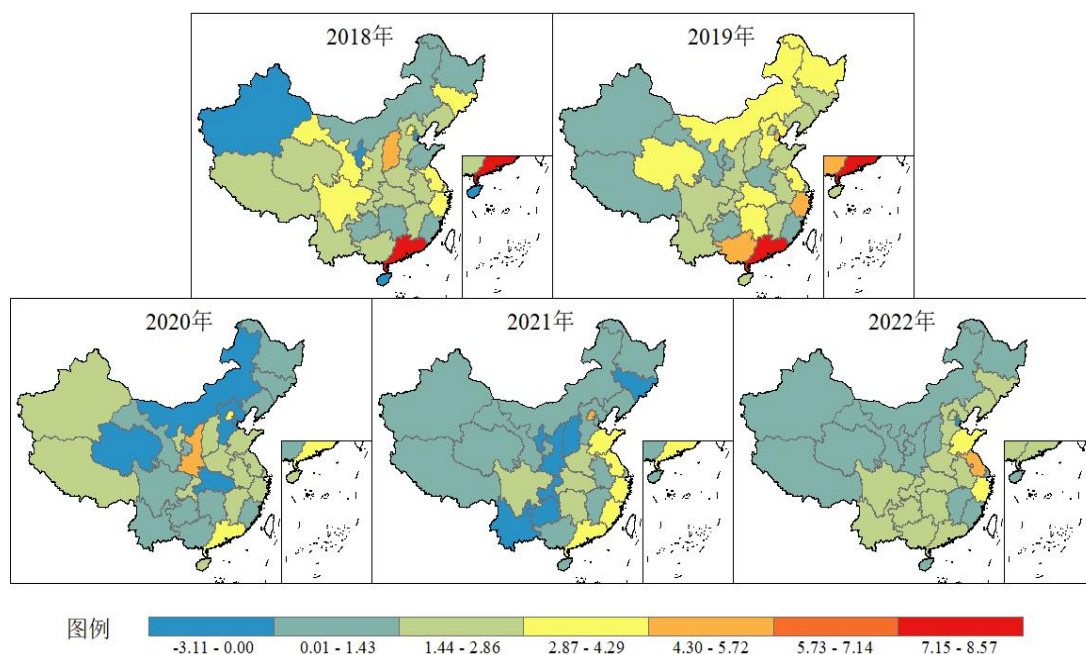 2018年
2019年
2020年
2021年
2022年
图例
-3.11 - 0.00
0.01 - 1.43
1.44 - 2.86
2.87 - 4.29
4.30 - 5.72
5.73 - 7.14
7.15 - 8.57